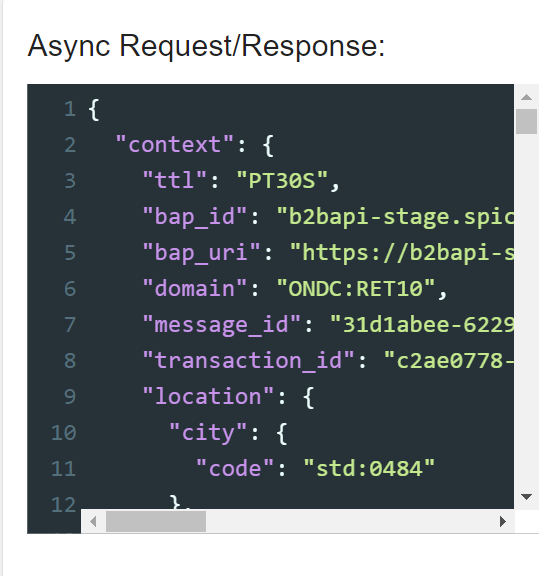 Async Request/Response:
1 {
2 "context": {
3 "ttl": "PT30S",
4 "bap_id": "b2bapi-stage.spic
5 "bap_uri": "https://b2bapi-s
6 "domain": "ONDC:RET10",
7 "message_id": "31d1abee-6229
8 "transaction_id": "c2ae0778-
9 "location": {
10 "city": {
11 "code": "std:0484"
12 },